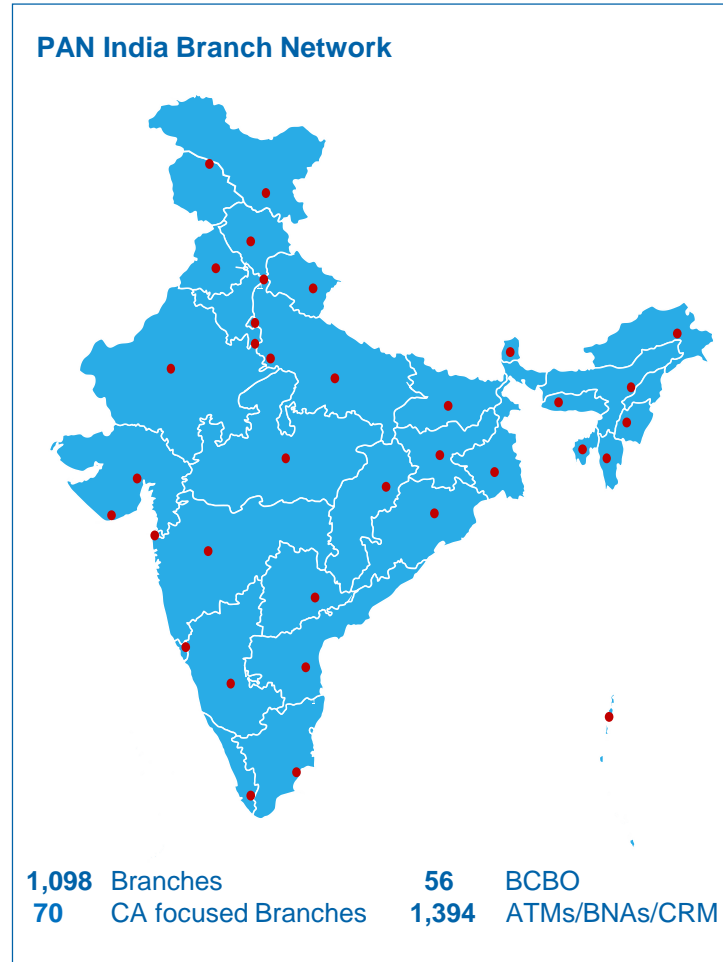 PAN India Branch Network
1,098 Branches 56 BCBO
70 CA focused Branches 1,394 ATMs/BNAs/CRM